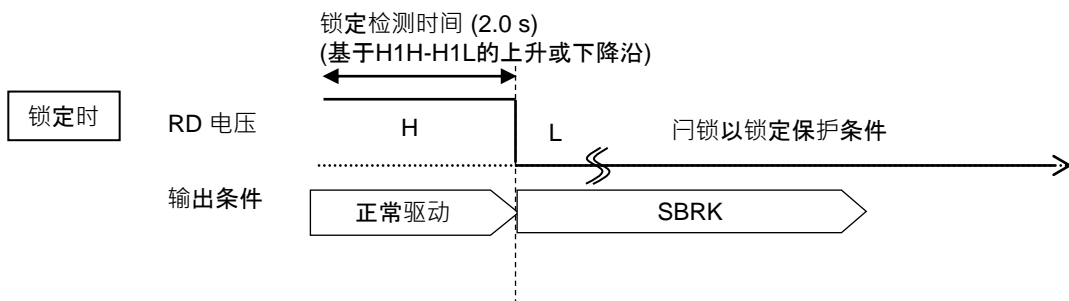 锁定检测时间 (2.0 s)
(基于H1H-H1L的上升或下降沿)
锁定时
RD 电压
H
L
闩锁以锁定保护条件
输出条件
正常驱动
SBRK